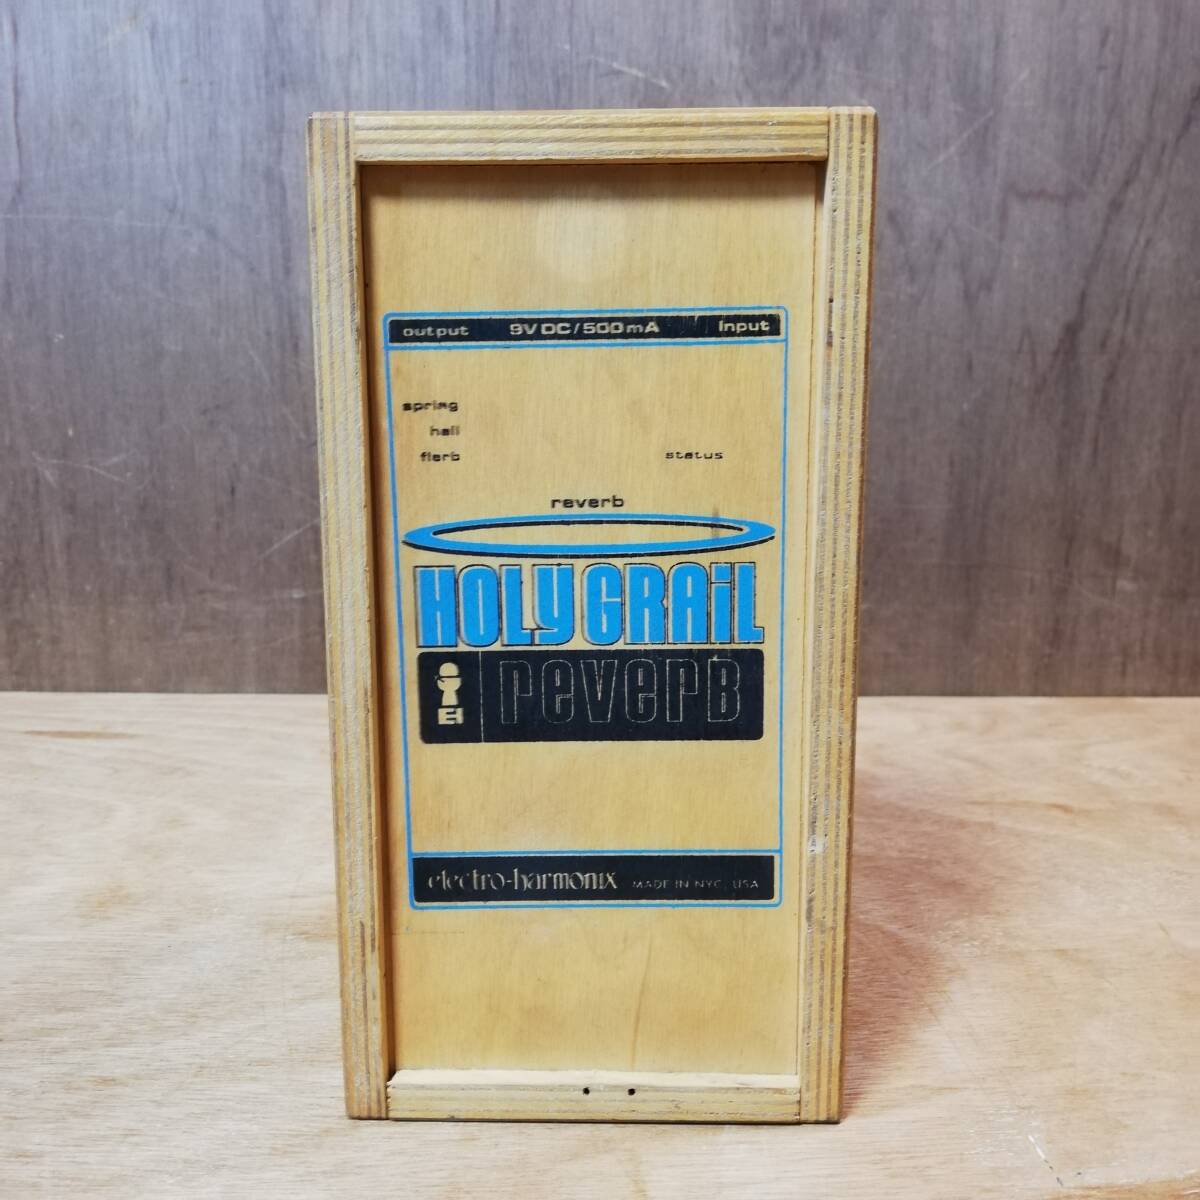 output 9V DC/500mA Input
spring
hall
flerb
status
reverb
HOLY GRAiL
EH
reverb
electro-harmonix MADE IN NYC, USA